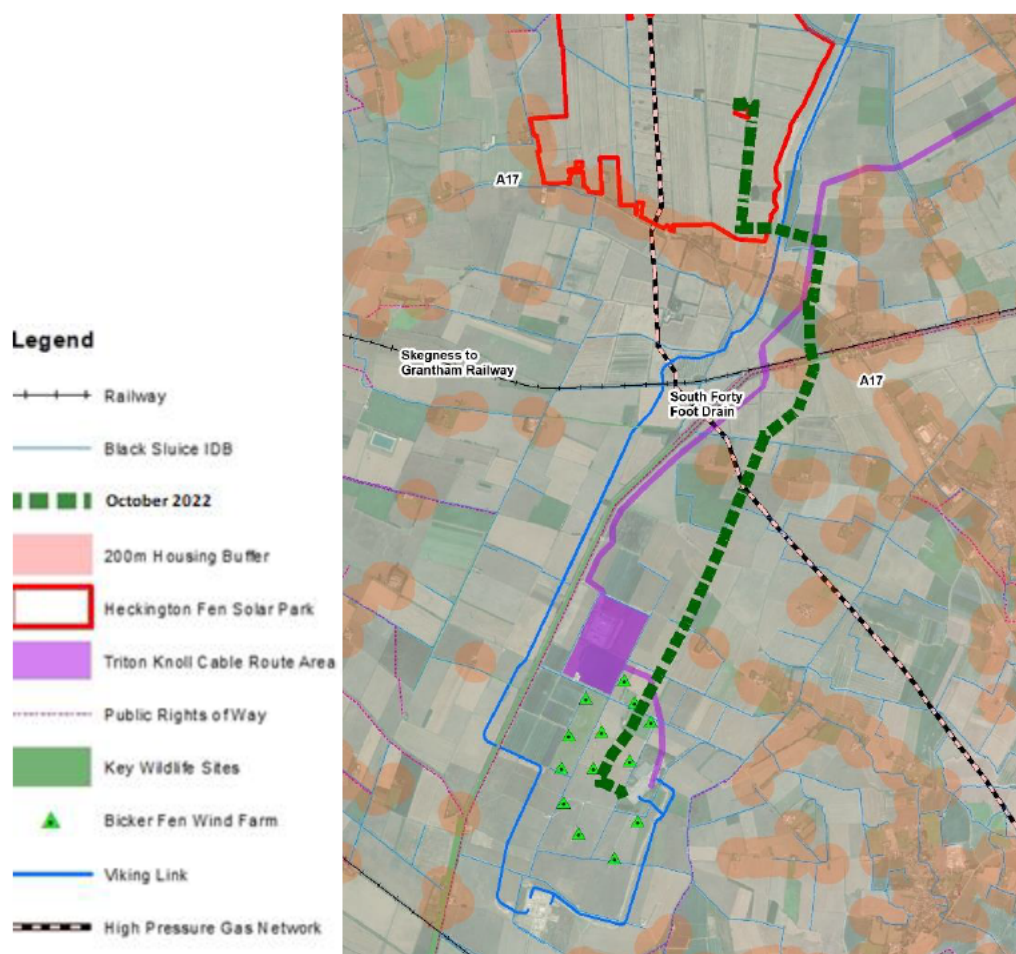 Legend
Railway
Black Sluice IDB
October 2022
200m Housing Buffer
Heckington Fen Solar Park
Triton Knoll Cable Route Area
Public Rights of Way
Key Wildlife Sites
Bicker Fen Wind Farm
Viking Link
High Pressure Gas Network
A17
Skegness to
Grantham Railway
South Forty
Foot Drain
A17